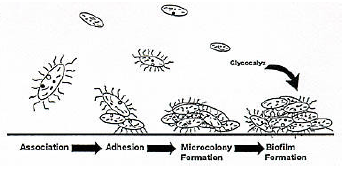 Glycocalyx
Association Adhesion Microcolony Biofilm
Formation Formation